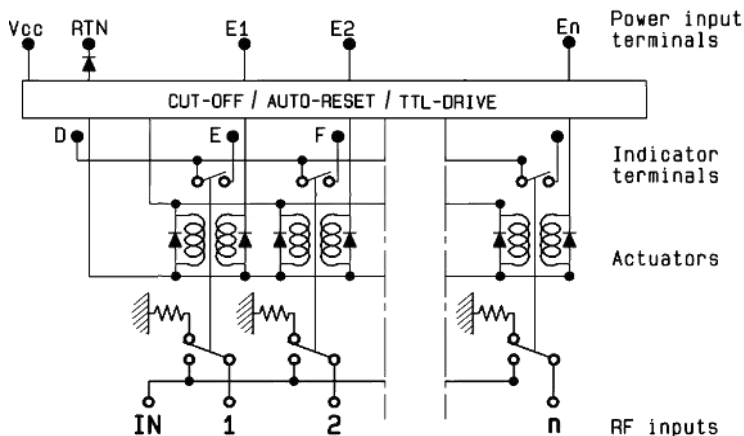 Vcc RTN E1 E2 En Power input
terminals
CUT-OFF / AUTO-RESET / TTL-DRIVE
D E F
Indicator
terminals
Actuators
IN 1 2 n RF inputs